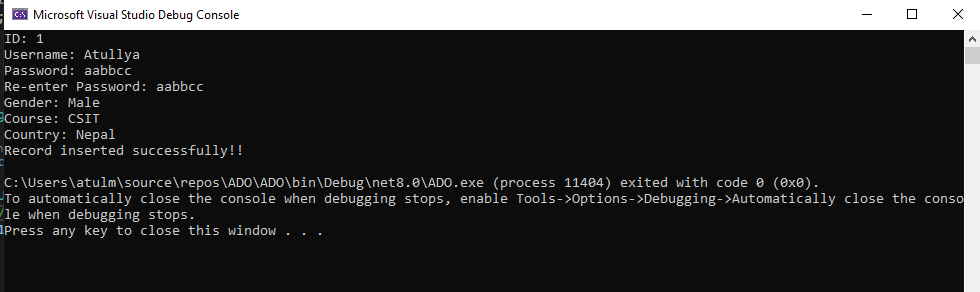 Microsoft Visual Studio Debug Console
ID: 1
Username: Atullya
Password: aabbcc
Re-enter Password: aabbcc
Gender: Male
Course: CSIT
Country: Nepal
Record inserted successfully!!
C:\Users\atulm\source\repos\ADO\ADO\bin\Debug\net8.0\ADO.exe (process 11404) exited with code 0 (0x0).
To automatically close the console when debugging stops, enable Tools->Options->Debugging->Automatically close the conso
le when debugging stops.
Press any key to close this window . . .